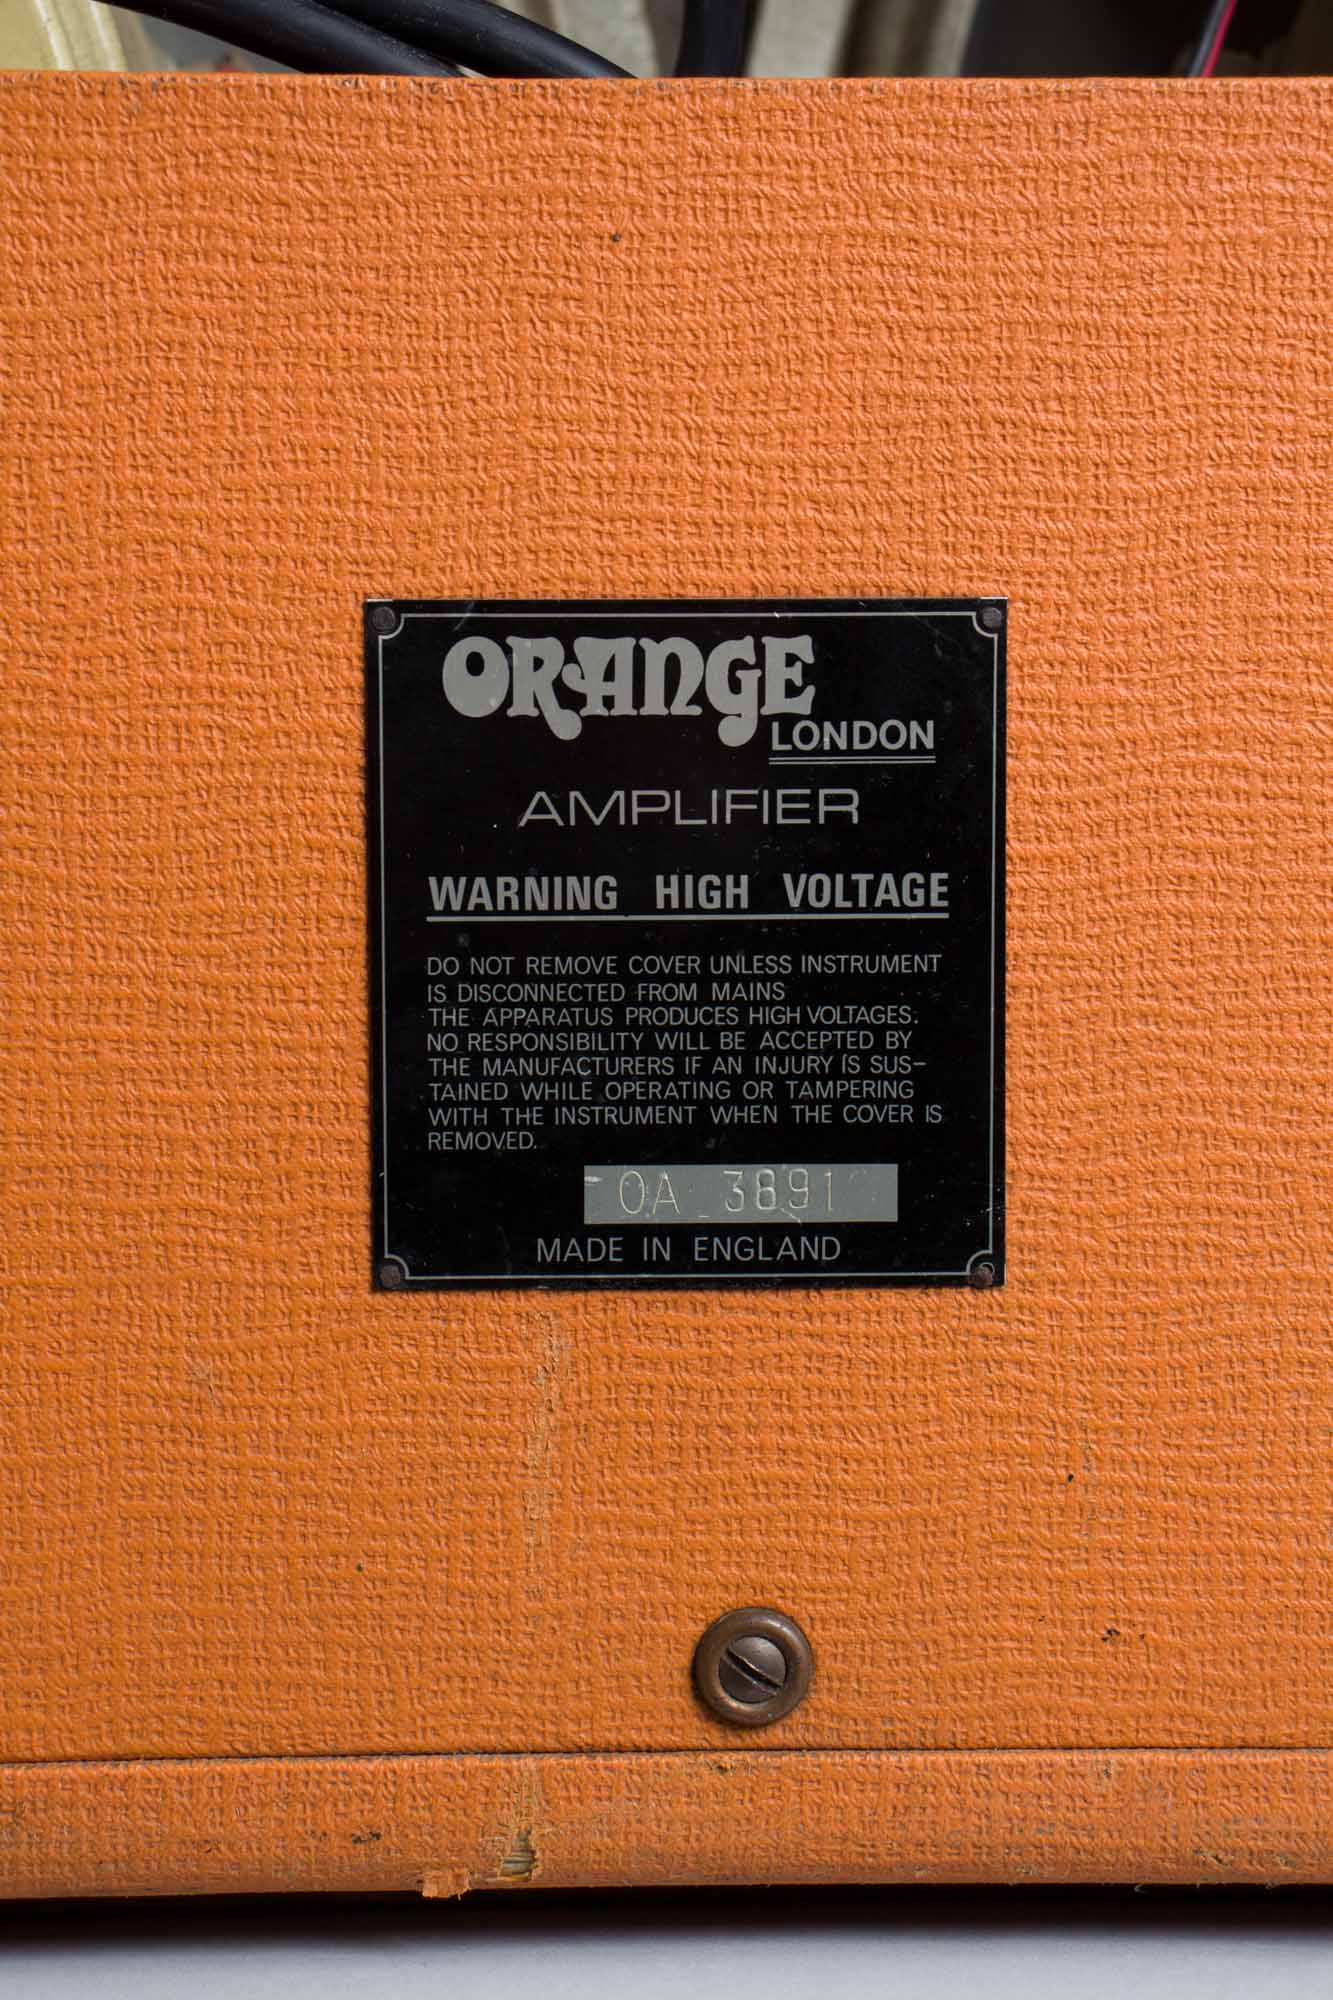 ORANGE
LONDON
AMPLIFIER
WARNING HIGH VOLTAGE
DO NOT REMOVE COVER UNLESS INSTRUMENT
IS DISCONNECTED FROM MAINS
THE APPARATUS PRODUCES HIGH VOLTAGES.
NO RESPONSIBILITY WILL BE ACCEPTED BY
THE MANUFACTURERS IF AN INJURY IS SUS-
TAINED WHILE OPERATING OR TAMPERING
WITH THE INSTRUMENT WHEN THE COVER IS
REMOVED.
OA 3891
MADE IN ENGLAND